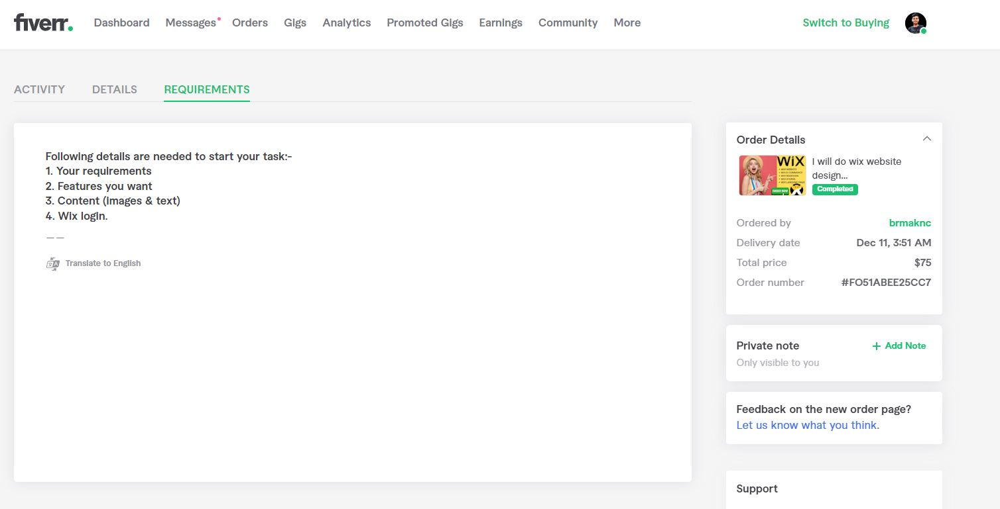 fiverr.
Dashboard
Messages
Orders
Gigs
Analytics
Promoted Gigs
Earnings
Community
More
Switch to Buying
ACTIVITY
DETAILS
REQUIREMENTS
Following details are needed to start your task:-
1. Your requirements
2. Features you want
3. Content (Images & text)
4. Wix login.
——
Translate to English
Order Details
WiX
ORDER NOW
I will do wix website
design...
Completed
Ordered by
brmaknc
Delivery date
Dec 11, 3:51 AM
Total price
$75
Order number
#FO51ABEE25CC7
Private note
+ Add Note
Only visible to you
Feedback on the new order page?
Let us know what you think.
Support